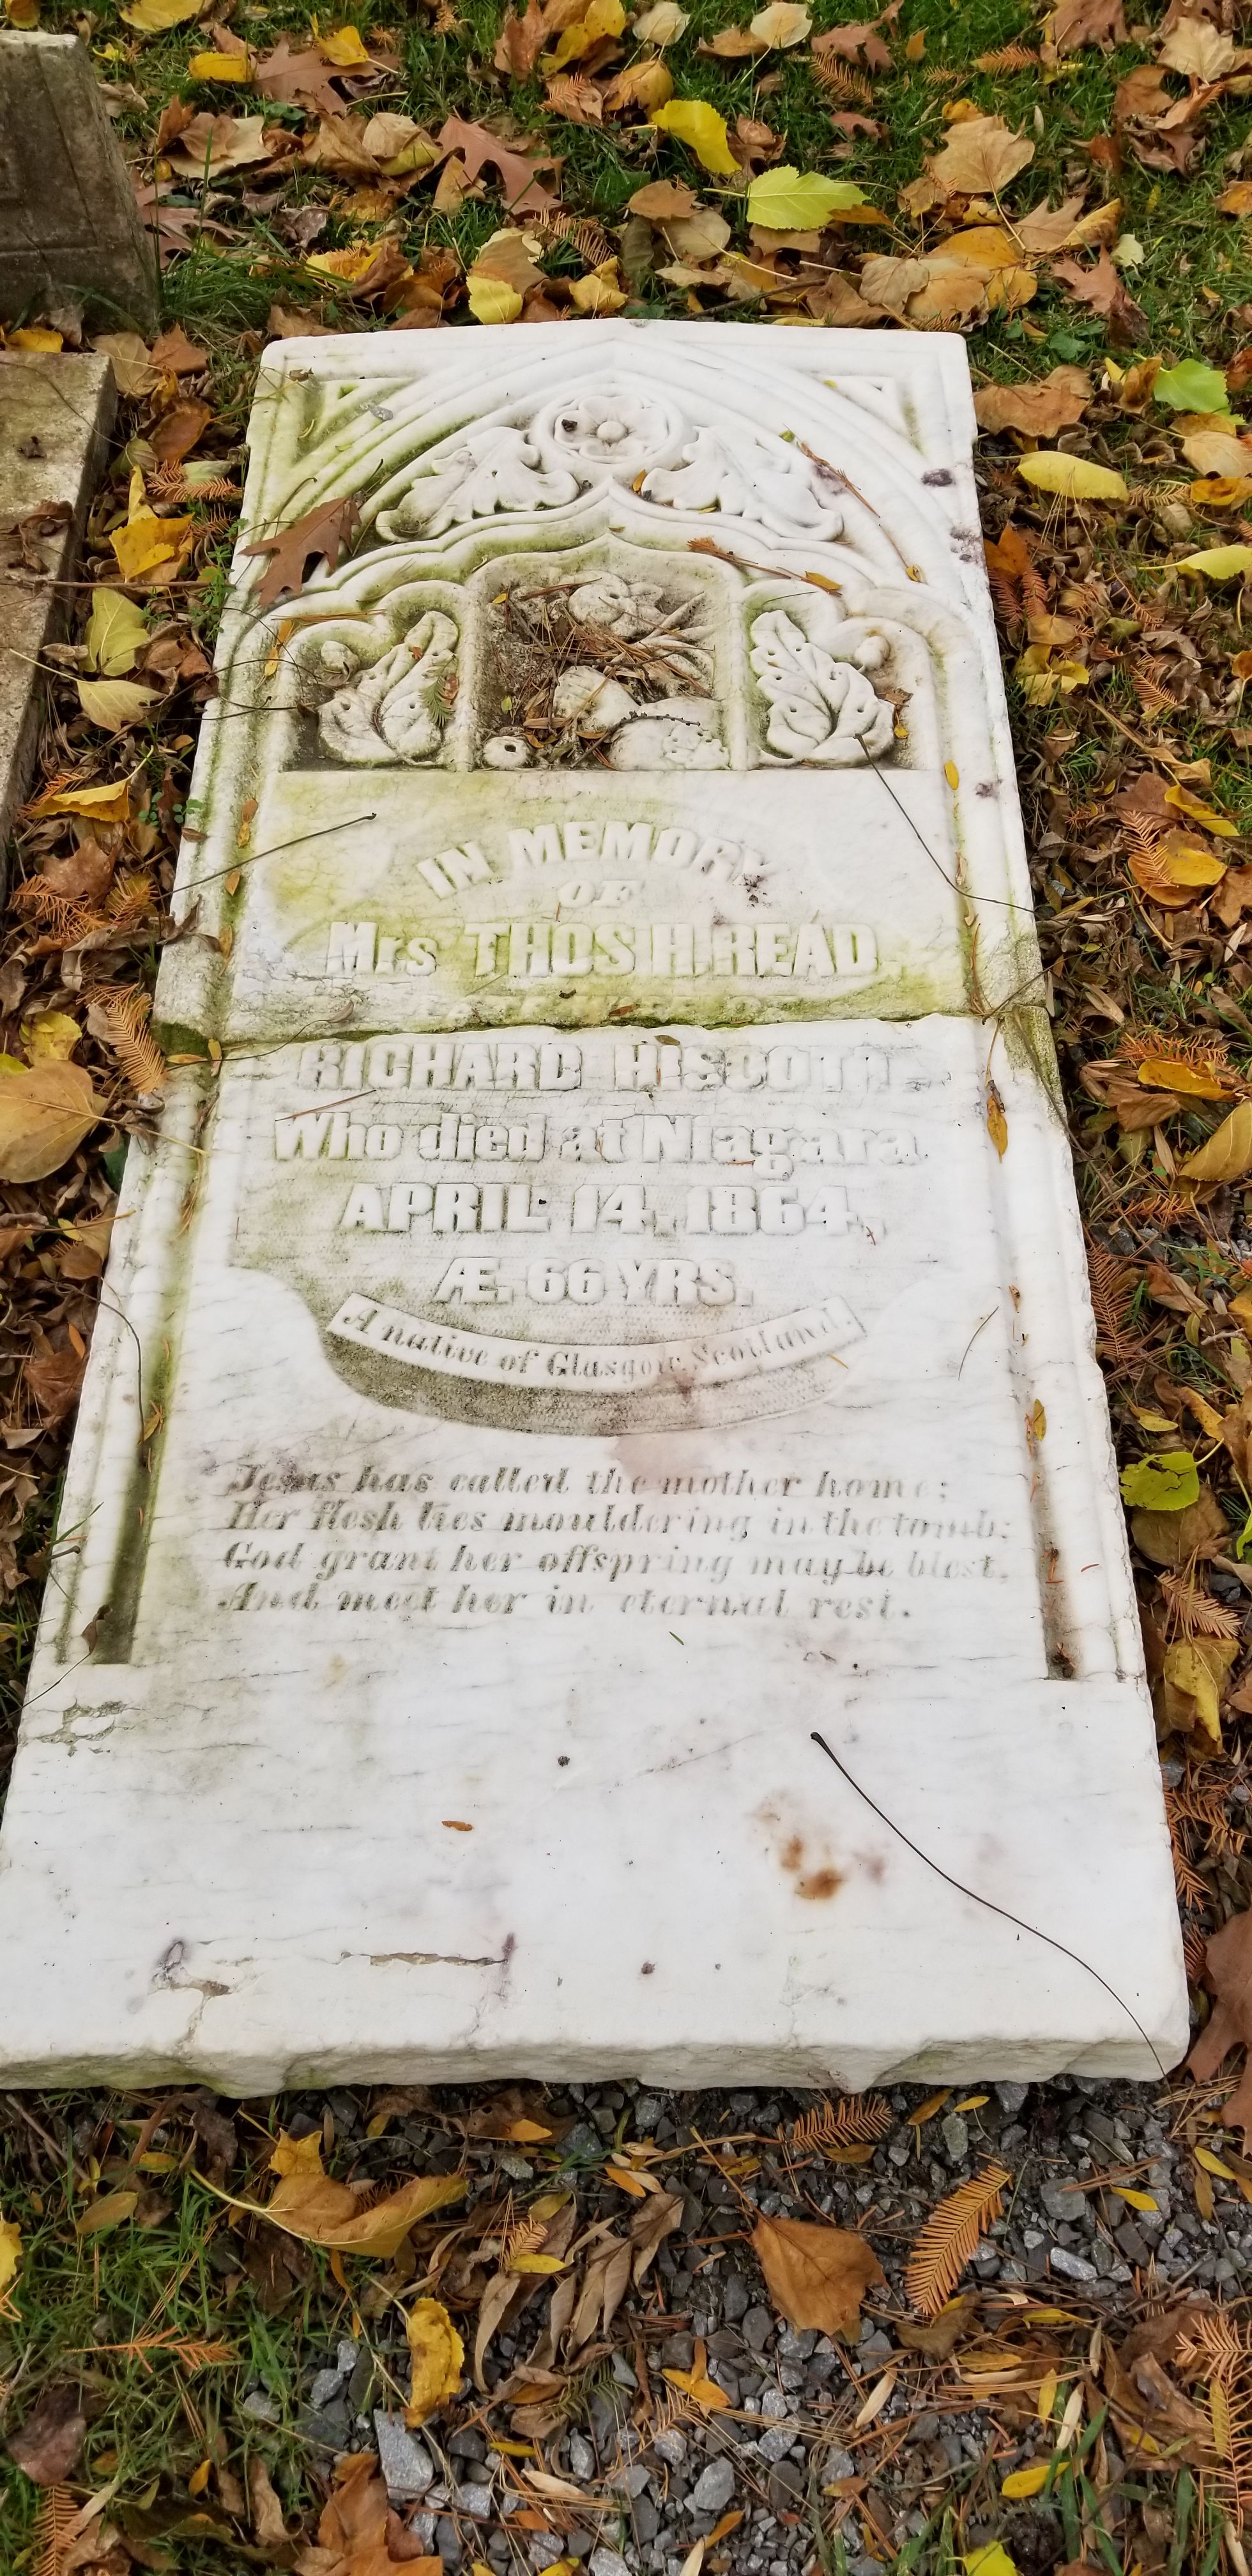 IN MEMORY
OF
Mrs THOS H. READ
RICHARD HISCOTT
Who died at Niagara
APRIL 14, 1864,
Æ. 66 YRS.
A native of Glasgow, Scotland.
Jesus has called the mother home;
Her flesh lies mouldering in the tomb;
God grant her offspring may be blest,
And meet her in eternal rest.